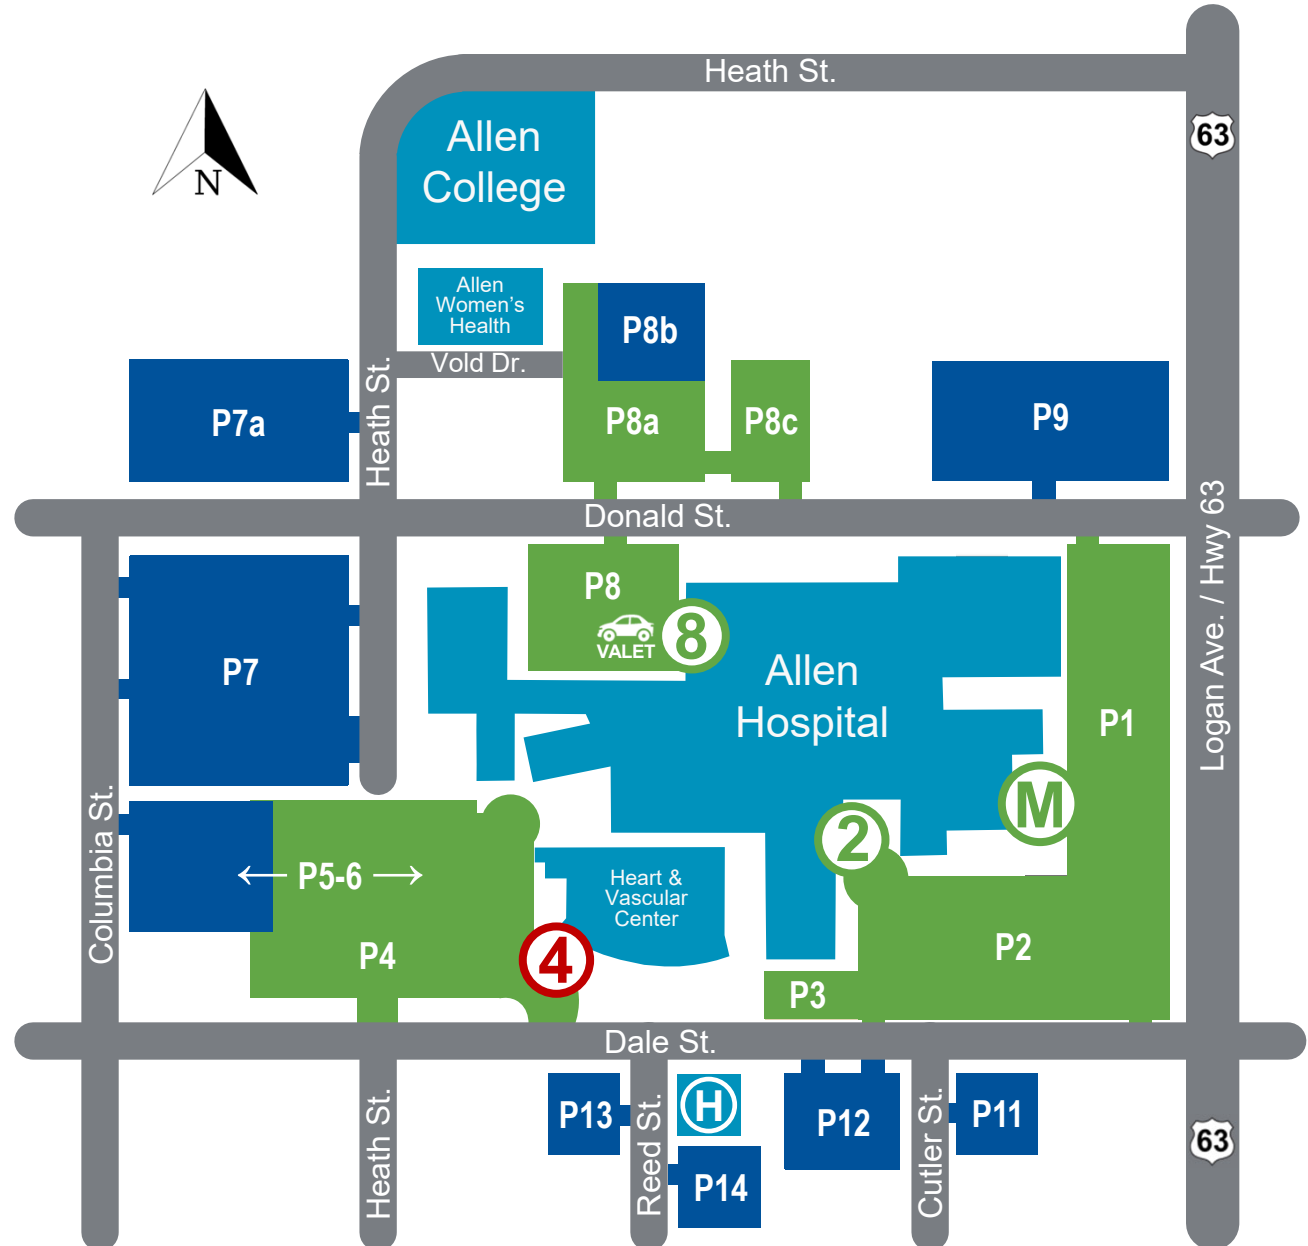 Heath St.
63
Allen
College
N
Allen
Women's
Health
P8b
Vold Dr.
Heath St.
P7a
P8a
P8c
P9
Donald St.
Logan Ave. / Hwy 63
P8
VALET
8
P7
Allen
Hospital
P1
M
2
Columbia St.
P5-6
Heart &
Vascular
Center
P4
4
P2
P3
Dale St.
Heath St.
P13
Reed St.
H
P12
Cutler St.
P11
63
P14